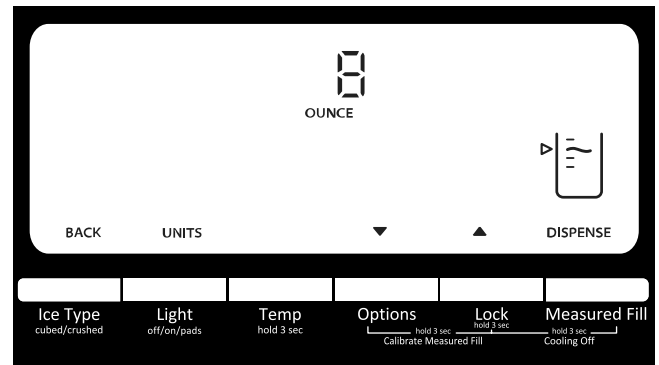 8
OUNCE
BACK UNITS ▼ ▲ DISPENSE
Ice Type Light Temp Options Lock Measured Fill
cubed/crushed off/on/pads hold 3 sec hold 3 sec hold 3 sec hold 3 sec
Calibrate Measured Fill Cooling Off